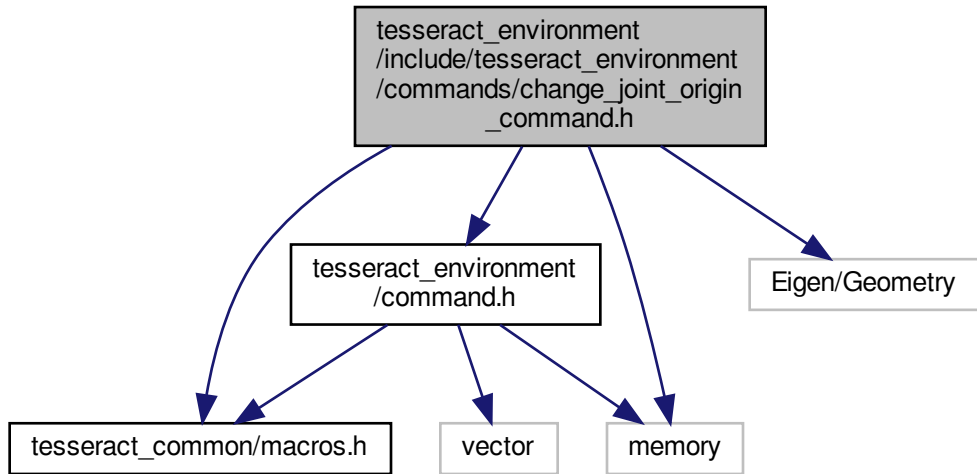 tesseract_environment
/include/tesseract_environment
/commands/change_joint_origin
_command.h
tesseract_environment
/command.h
Eigen/Geometry
tesseract_common/macros.h
vector
memory